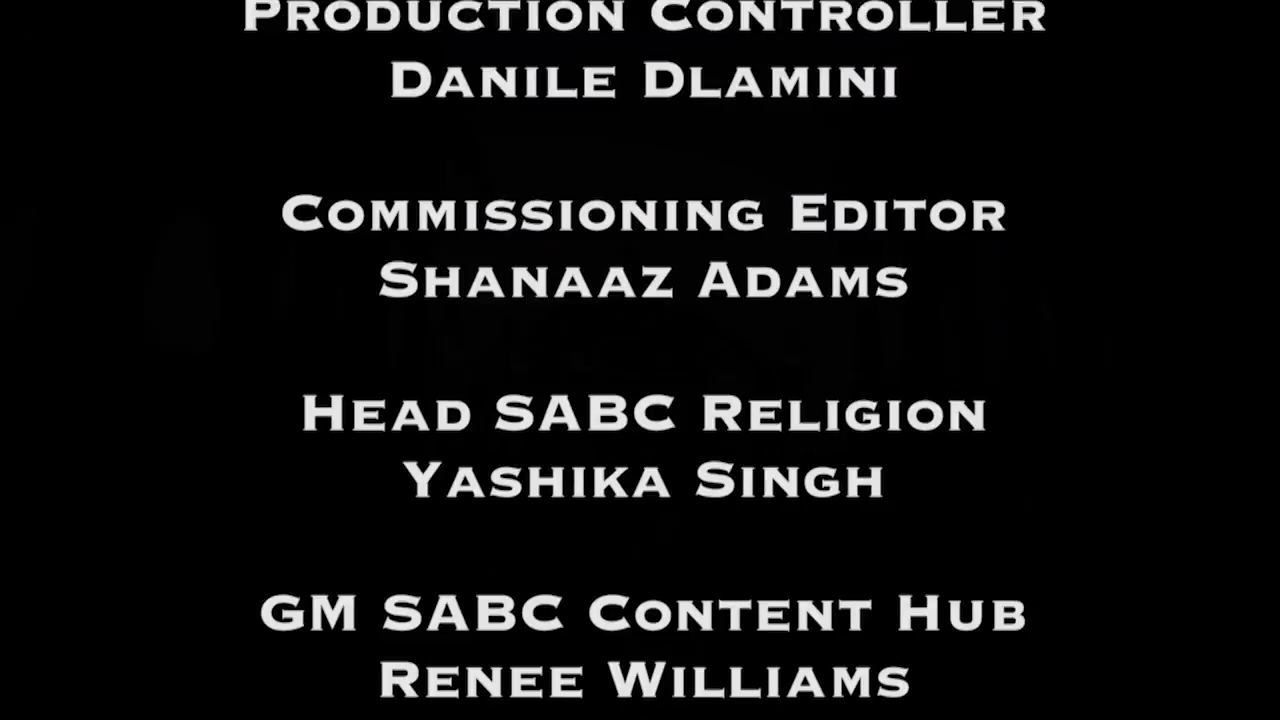 Production Controller
Danile Dlamini
Commissioning Editor
Shanaaz Adams
Head SABC Religion
Yashika Singh
GM SABC Content Hub
Renee Williams